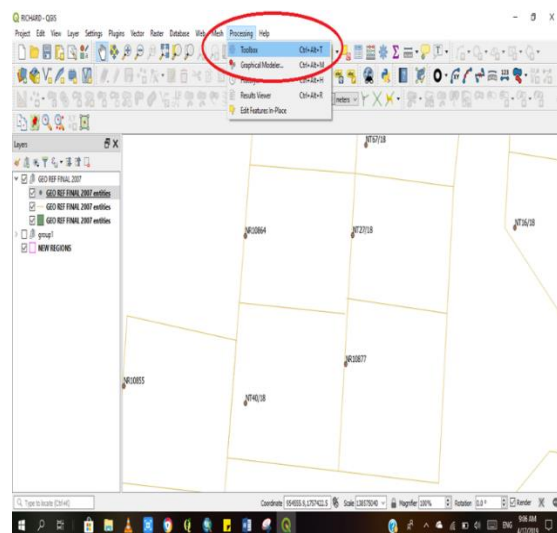 RICHARD - QGIS
Project Edit View Layer Settings Plugins Vector Raster Database Web Mesh Processing Help
Toolbox Ctrl+Alt+T
Graphical Modeler... Ctrl+Alt+M
Ctrl+Alt+H
Results Viewer Ctrl+Alt+R
Edit Features In-Place
meters
Layers
GEO REF FINAL 2007
GEO REF FINAL 2007 entities
GEO REF FINAL 2007 entities
GEO REF FINAL 2007 entities
group1
NEW REGIONS
NT67/18
NR10864
NT27/18
NT16/18
NR10877
NR10855
NT40/18
Type to locate (Ctrl+K) Coordinate Scale Magnifier 100% Rotation 0.0 ° Render
ENG 9:06 AM